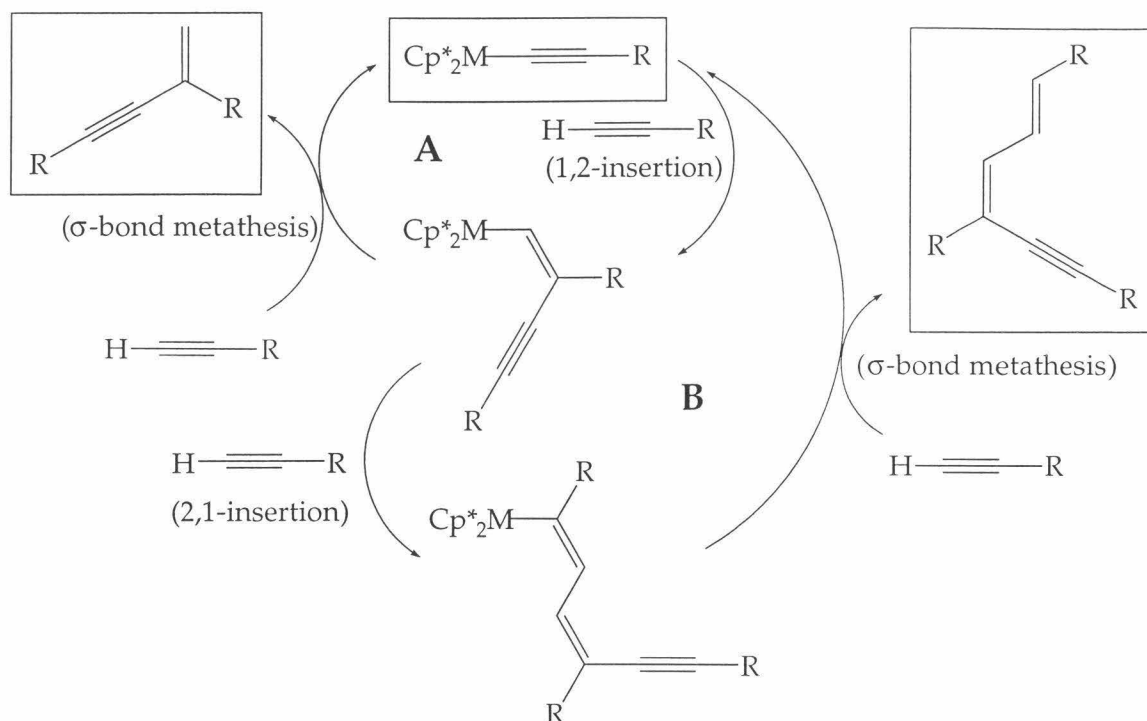 Cp*2M R
R
R
H R
(1,2-insertion)
A
(σ-bond metathesis)
Cp*2M
R
R
H R
R
B
R
R
R
(σ-bond metathesis)
H R
H R
(2,1-insertion)
Cp*2M
R
R
R